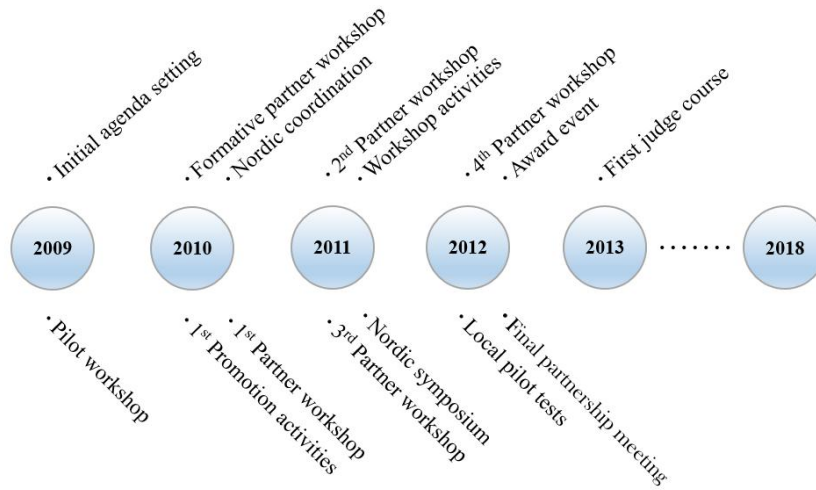 · Initial agenda setting
· Formative partner workshop
· Nordic coordination
· 2nd Partner workshop
· Workshop activities
· 4th Partner workshop
· Award event
· First judge course
2009
2010
2011
2012
2013
·······
2018
· Pilot workshop
· 1st Promotion activities
· 1st Partner workshop
· 3rd Partner workshop
· Nordic symposium
· Local pilot tests
· Final partnership meeting